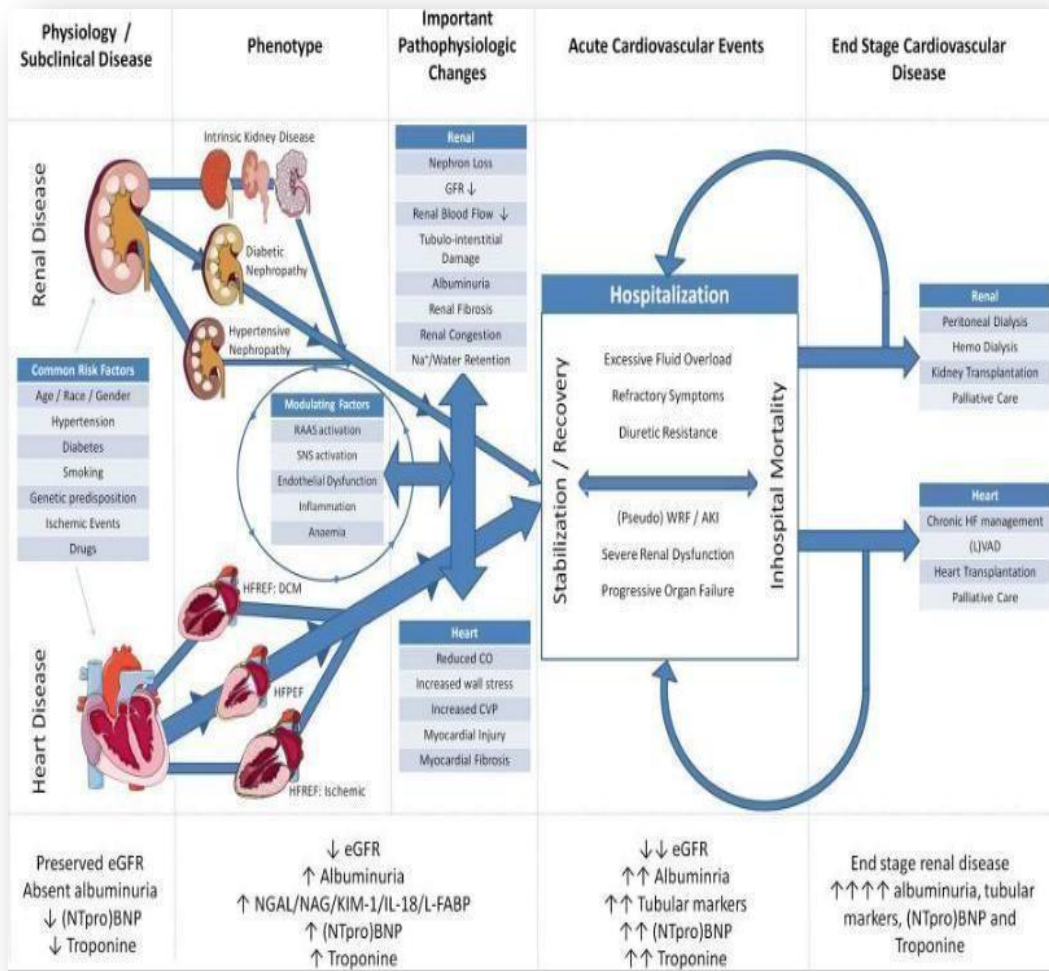 Physiology /
Subclinical Disease
Phenotype
Important
Pathophysiologic
Changes
Acute Cardiovascular Events
End Stage Cardiovascular
Disease
Renal Disease
Intrinsic Kidney Disease
Diabetic
Nephropathy
Hypertensive
Nephropathy
Common Risk Factors
Age / Race / Gender
Hypertension
Diabetes
Smoking
Genetic predisposition
Ischemic Events
Drugs
Modulating Factors
RAAS activation
SNS activation
Endothelial Dysfunction
Inflammation
Anaemia
Heart Disease
HFREF: DCM
HFPEF
HFREF: Ischemic
Renal
Nephron Loss
GFR ↓
Renal Blood Flow ↓
Tubulo-interstitial
Damage
Albuminuria
Renal Fibrosis
Renal Congestion
Na⁺/Water Retention
Heart
Reduced CO
Increased wall stress
Increased CVP
Myocardial Injury
Myocardial Fibrosis
Hospitalization
Stabilization / Recovery
Excessive Fluid Overload
Refractory Symptoms
Diuretic Resistance
(Pseudo) WRF / AKI
Severe Renal Dysfunction
Progressive Organ Failure
Inhospital Mortality
Renal
Peritoneal Dialysis
Hemo Dialysis
Kidney Transplantation
Palliative Care
Heart
Chronic HF management
(L)VAD
Heart Transplantation
Palliative Care
Preserved eGFR
Absent albuminuria
↓ (NTpro)BNP
↓ Troponine
↓ eGFR
↑ Albuminuria
↑ NGAL/NAG/KIM-1/IL-18/L-FABP
↑ (NTpro)BNP
↑ Troponine
↓↓ eGFR
↑↑ Albuminria
↑↑ Tubular markers
↑↑ (NTpro)BNP
↑↑ Troponine
End stage renal disease
↑↑↑↑ albuminuria, tubular
markers, (NTpro)BNP and
Troponine